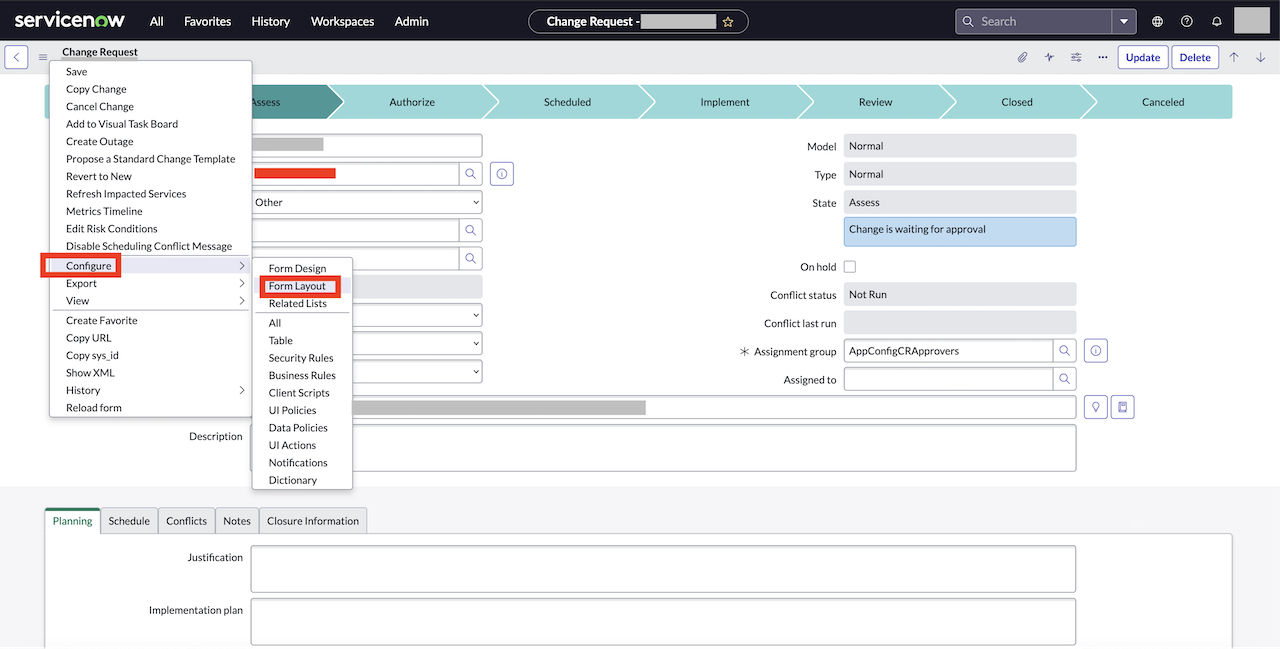 servicenow All Favorites History Workspaces Admin Change Request - Search
Change Request Update Delete
Save
Copy Change
Cancel Change
Add to Visual Task Board
Create Outage
Propose a Standard Change Template
Revert to New
Refresh Impacted Services
Metrics Timeline
Edit Risk Conditions
Disable Scheduling Conflict Message
Configure
Export
View
Create Favorite
Copy URL
Copy sys_id
Show XML
History
Reload form
Form Design
Form Layout
Related Lists
All
Table
Security Rules
Business Rules
Client Scripts
UI Policies
Data Policies
UI Actions
Notifications
Dictionary
Assess Authorize Scheduled Implement Review Closed Canceled
Other
Model Normal
Type Normal
State Assess
Change is waiting for approval
On hold
Conflict status Not Run
Conflict last run
Assignment group AppConfigCRApprovers
Assigned to
Description
Planning Schedule Conflicts Notes Closure Information
Justification
Implementation plan